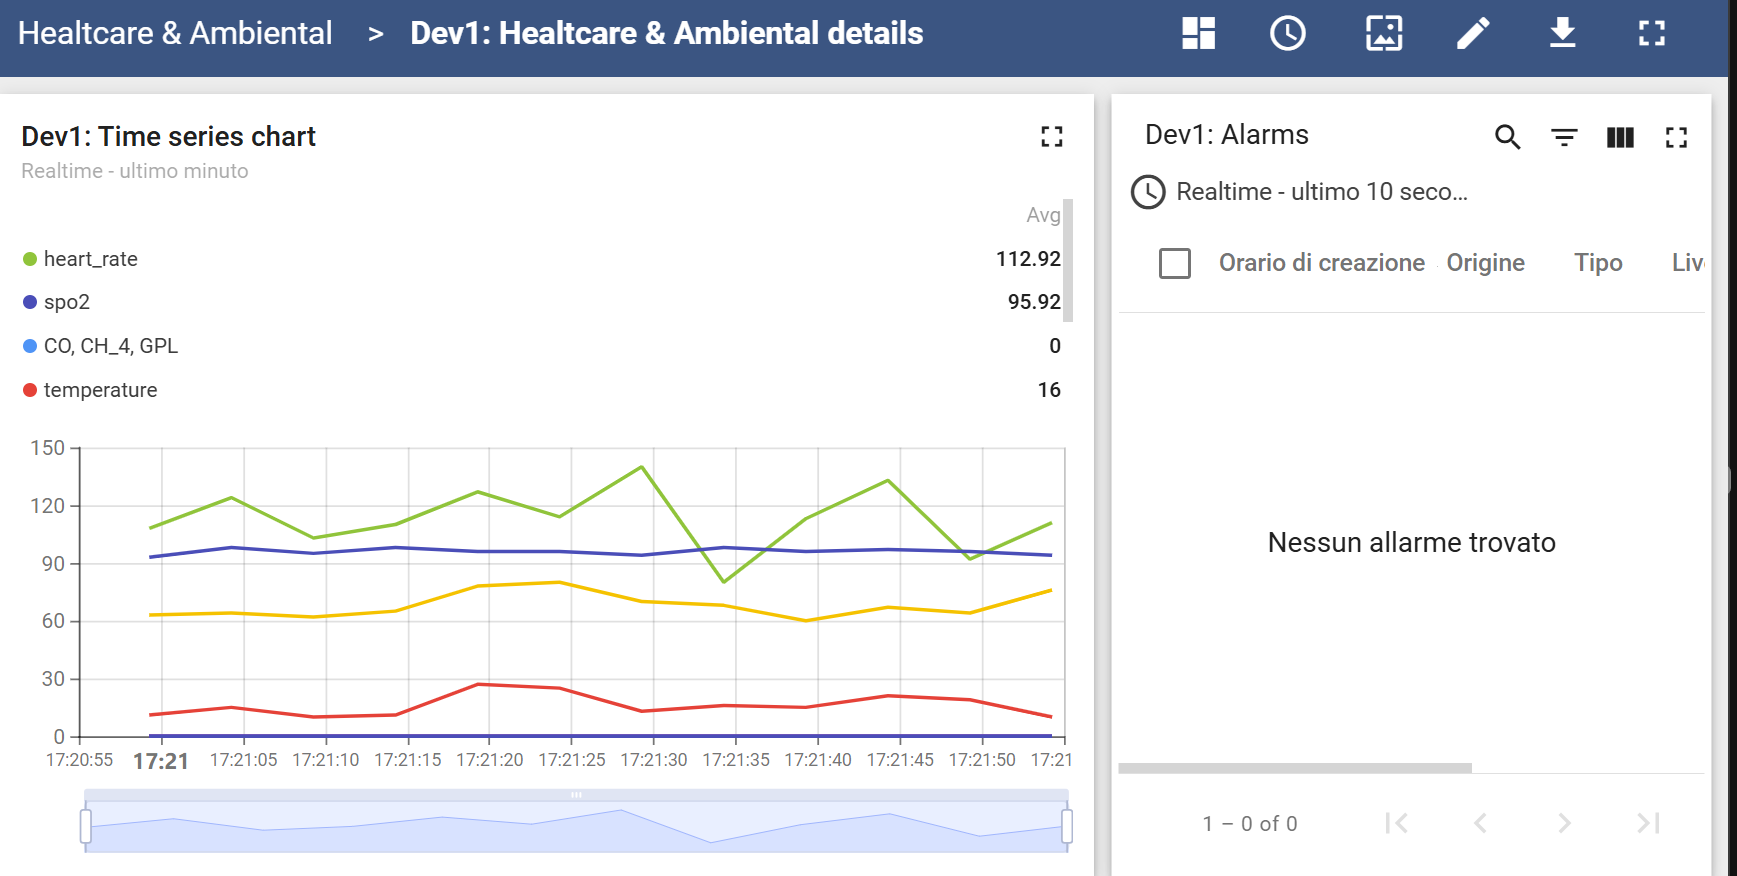 Healtcare & Ambiental > Dev1: Healtcare & Ambiental details
Dev1: Time series chart
Realtime - ultimo minuto
Avg
heart_rate 112.92
spo2 95.92
CO, CH_4, GPL 0
temperature 16
150
120
90
60
30
0
17:20:55 17:21 17:21:05 17:21:10 17:21:15 17:21:20 17:21:25 17:21:30 17:21:35 17:21:40 17:21:45 17:21:50 17:21
Dev1: Alarms
Realtime - ultimo 10 seco...
Orario di creazione Origine Tipo Liv
Nessun allarme trovato
1 – 0 of 0